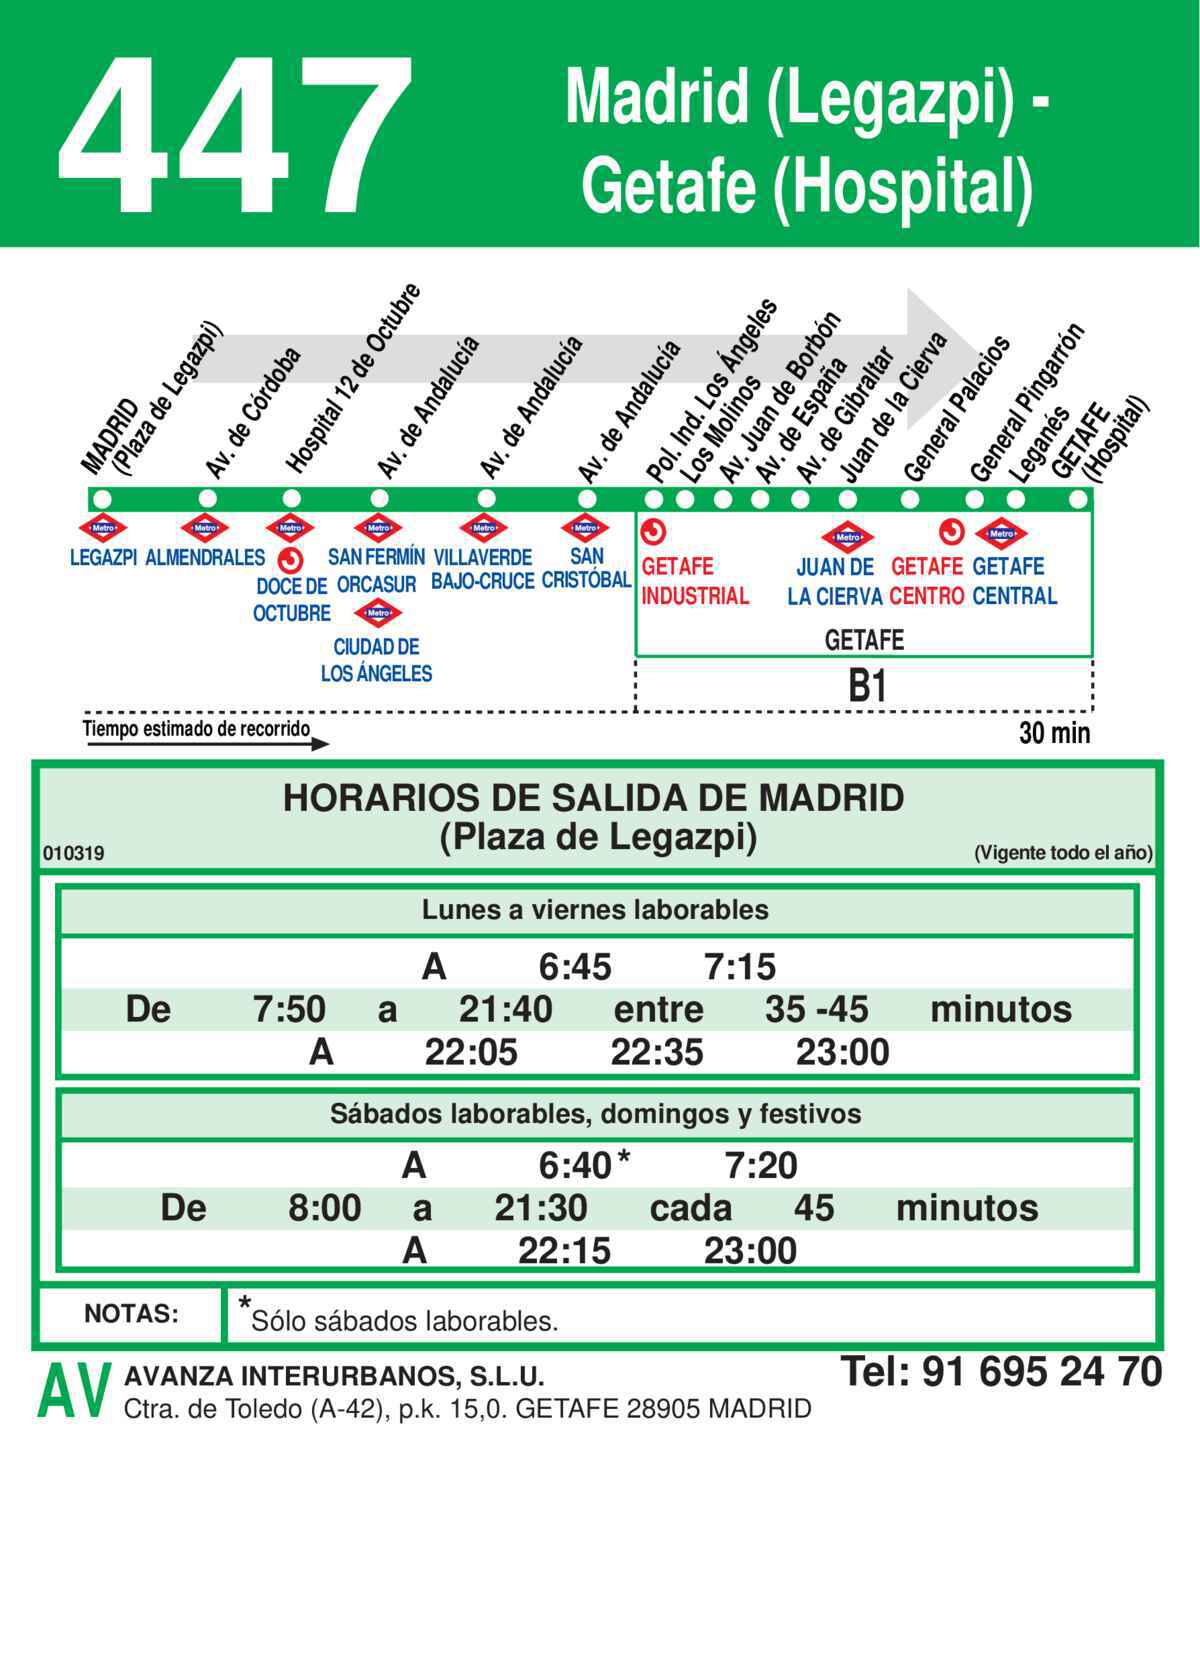 447
Madrid (Legazpi) -
Getafe (Hospital)
MADRID
(Plaza de Legazpi)
Av. de Córdoba
Hospital 12 de Octubre
Av. de Andalucía
Av. de Andalucía
Av. de Andalucía
Pol. Ind. Los Ángeles
Los Molinos
Av. Juan de Borbón
Av. de España
Av. de Gibraltar
Juan de la Cierva
General Palacios
General Pingarrón
Leganés
GETAFE
(Hospital)
Metro
Metro
Metro
Metro
Metro
Metro
Metro
Metro
LEGAZPI
ALMENDRALES
DOCE DE
OCTUBRE
SAN FERMÍN
ORCASUR
Metro
CIUDAD DE
LOS ÁNGELES
VILLAVERDE
BAJO-CRUCE
SAN
CRISTÓBAL
GETAFE
INDUSTRIAL
JUAN DE
LA CIERVA
GETAFE
CENTRO
GETAFE
CENTRAL
GETAFE
B1
Tiempo estimado de recorrido
30 min
HORARIOS DE SALIDA DE MADRID
(Plaza de Legazpi)
010319
(Vigente todo el año)
Lunes a viernes laborables
A 6:45 7:15
De 7:50 a 21:40 entre 35 -45 minutos
A 22:05 22:35 23:00
Sábados laborables, domingos y festivos
A 6:40* 7:20
De 8:00 a 21:30 cada 45 minutos
A 22:15 23:00
NOTAS: *Sólo sábados laborables.
AV AVANZA INTERURBANOS, S.L.U.
Tel: 91 695 24 70
Ctra. de Toledo (A-42), p.k. 15,0. GETAFE 28905 MADRID